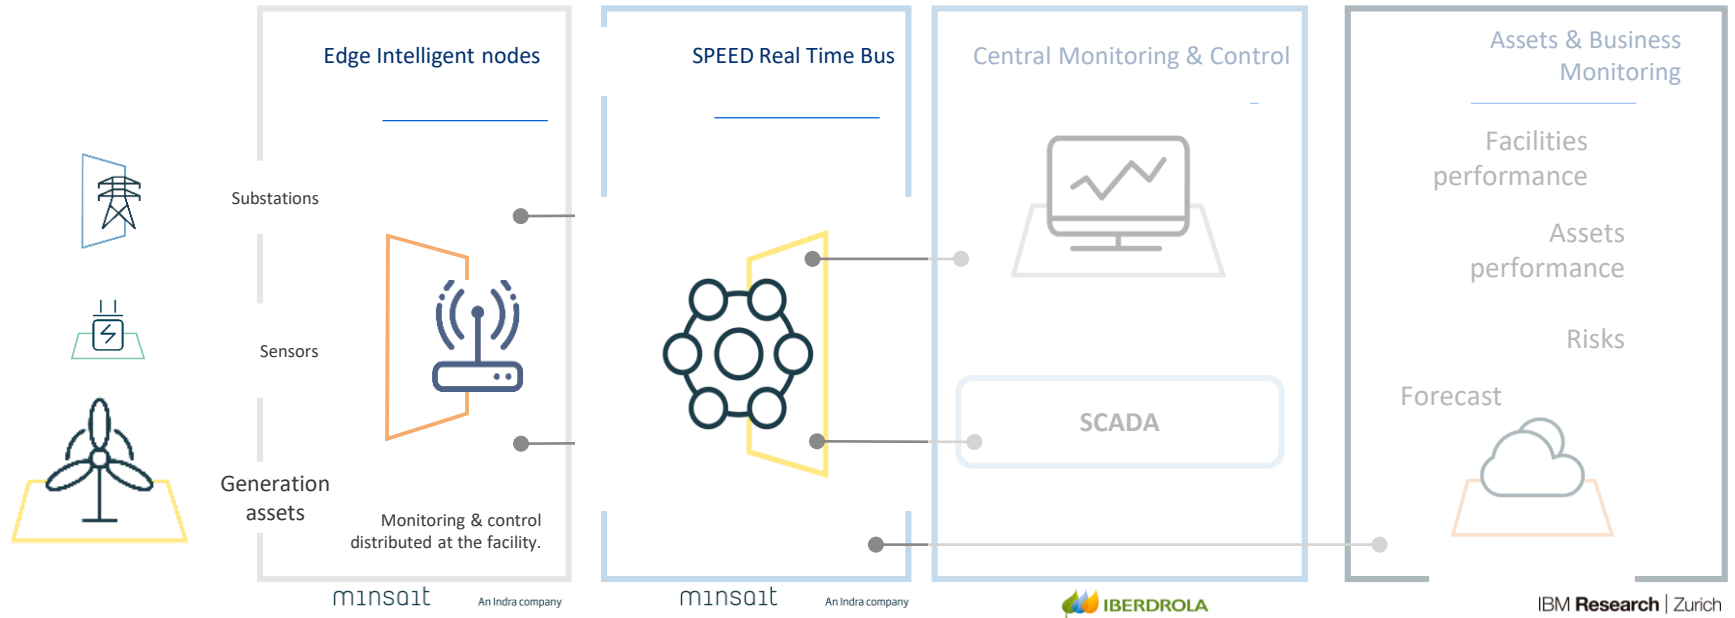 Edge Intelligent nodes
SPEED Real Time Bus
Central Monitoring & Control
Assets & Business
Monitoring
Facilities
performance
Substations
Assets
performance
Sensors
Risks
Forecast
SCADA
Generation
assets
Monitoring & control
distributed at the facility.
minsait
An Indra company
minsait
An Indra company
IBERDROLA
IBM Research | Zurich